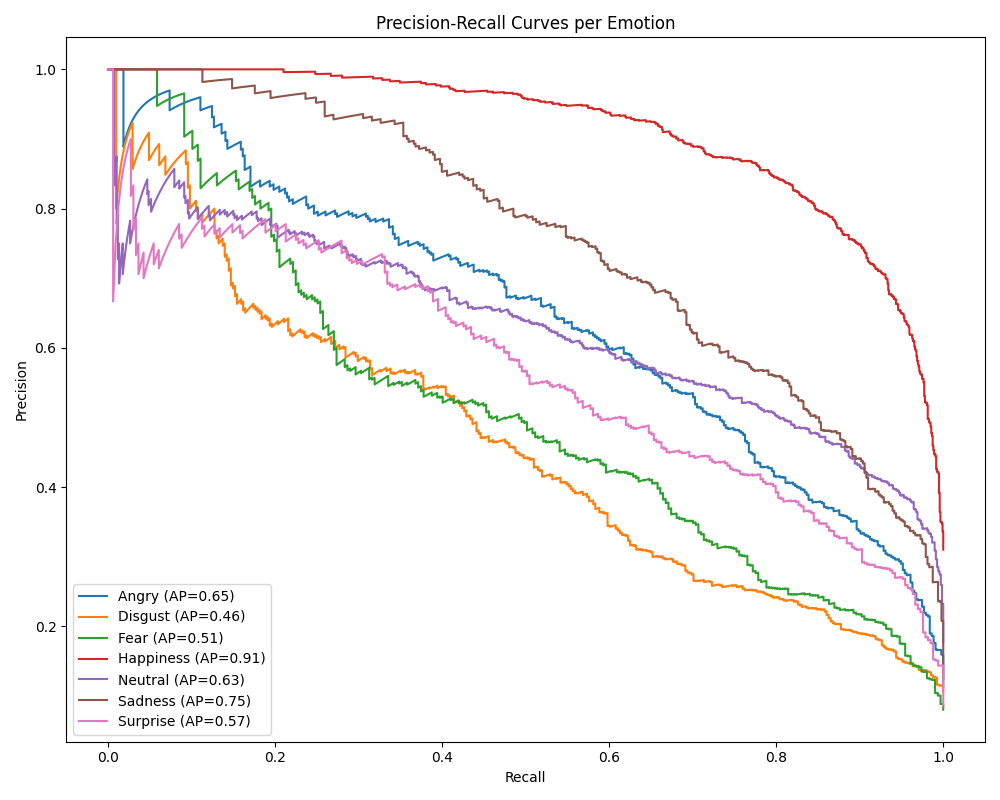 Precision-Recall Curves per Emotion
Precision
1.0
0.8
0.6
0.4
0.2
Angry (AP=0.65)
Disgust (AP=0.46)
Fear (AP=0.51)
Happiness (AP=0.91)
Neutral (AP=0.63)
Sadness (AP=0.75)
Surprise (AP=0.57)
0.0 0.2 0.4 0.6 0.8 1.0
Recall